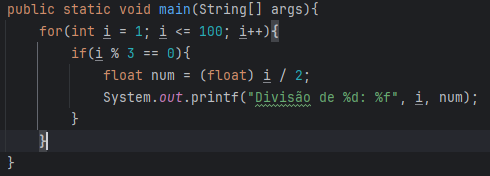 public static void main(String[] args){
    for(int i = 1; i <= 100; i++){
        if(i % 3 == 0){
            float num = (float) i / 2;
            System.out.printf("Divisão de %d: %f", i, num);
        }
    }
}